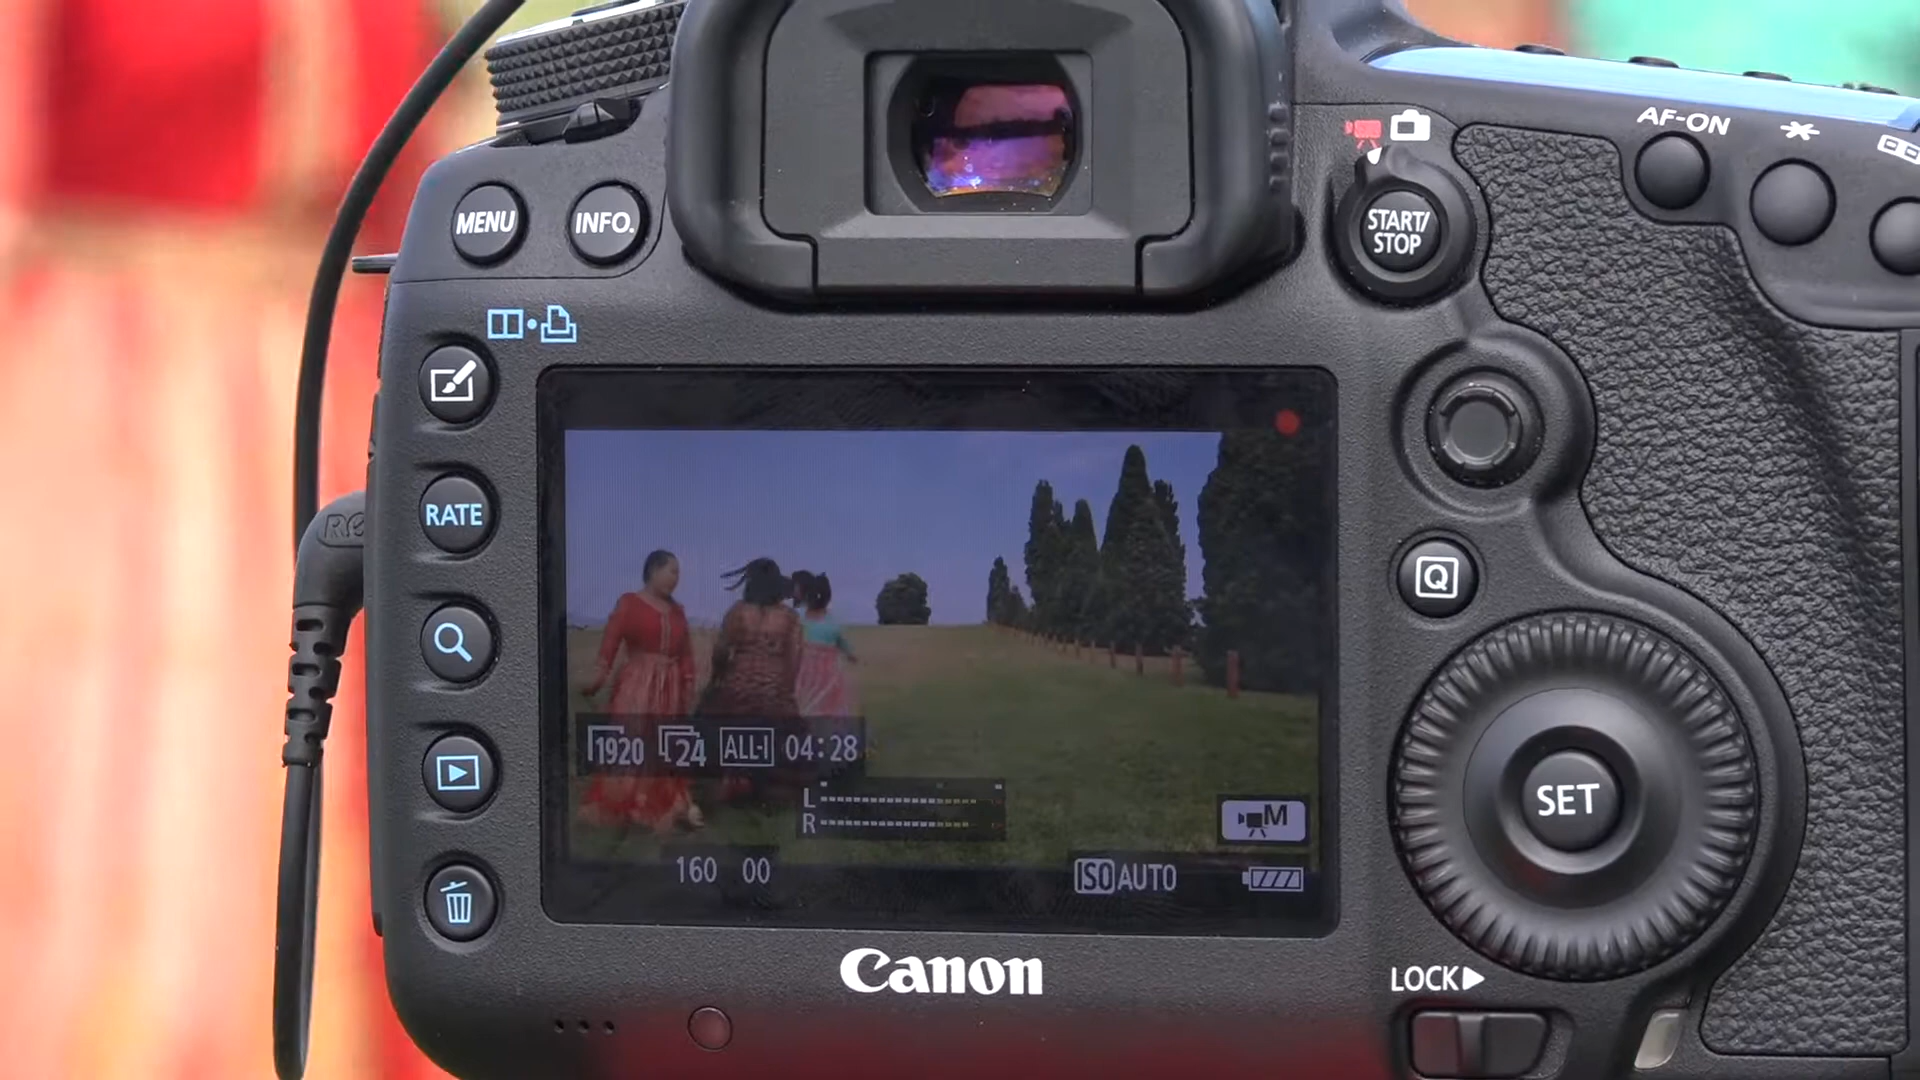 AF-ON
MENU
INFO.
START/
STOP
RATE
Q
1920 24 ALL-I 04:28
L
R
M
160 00 ISO AUTO
SET
Canon
LOCK